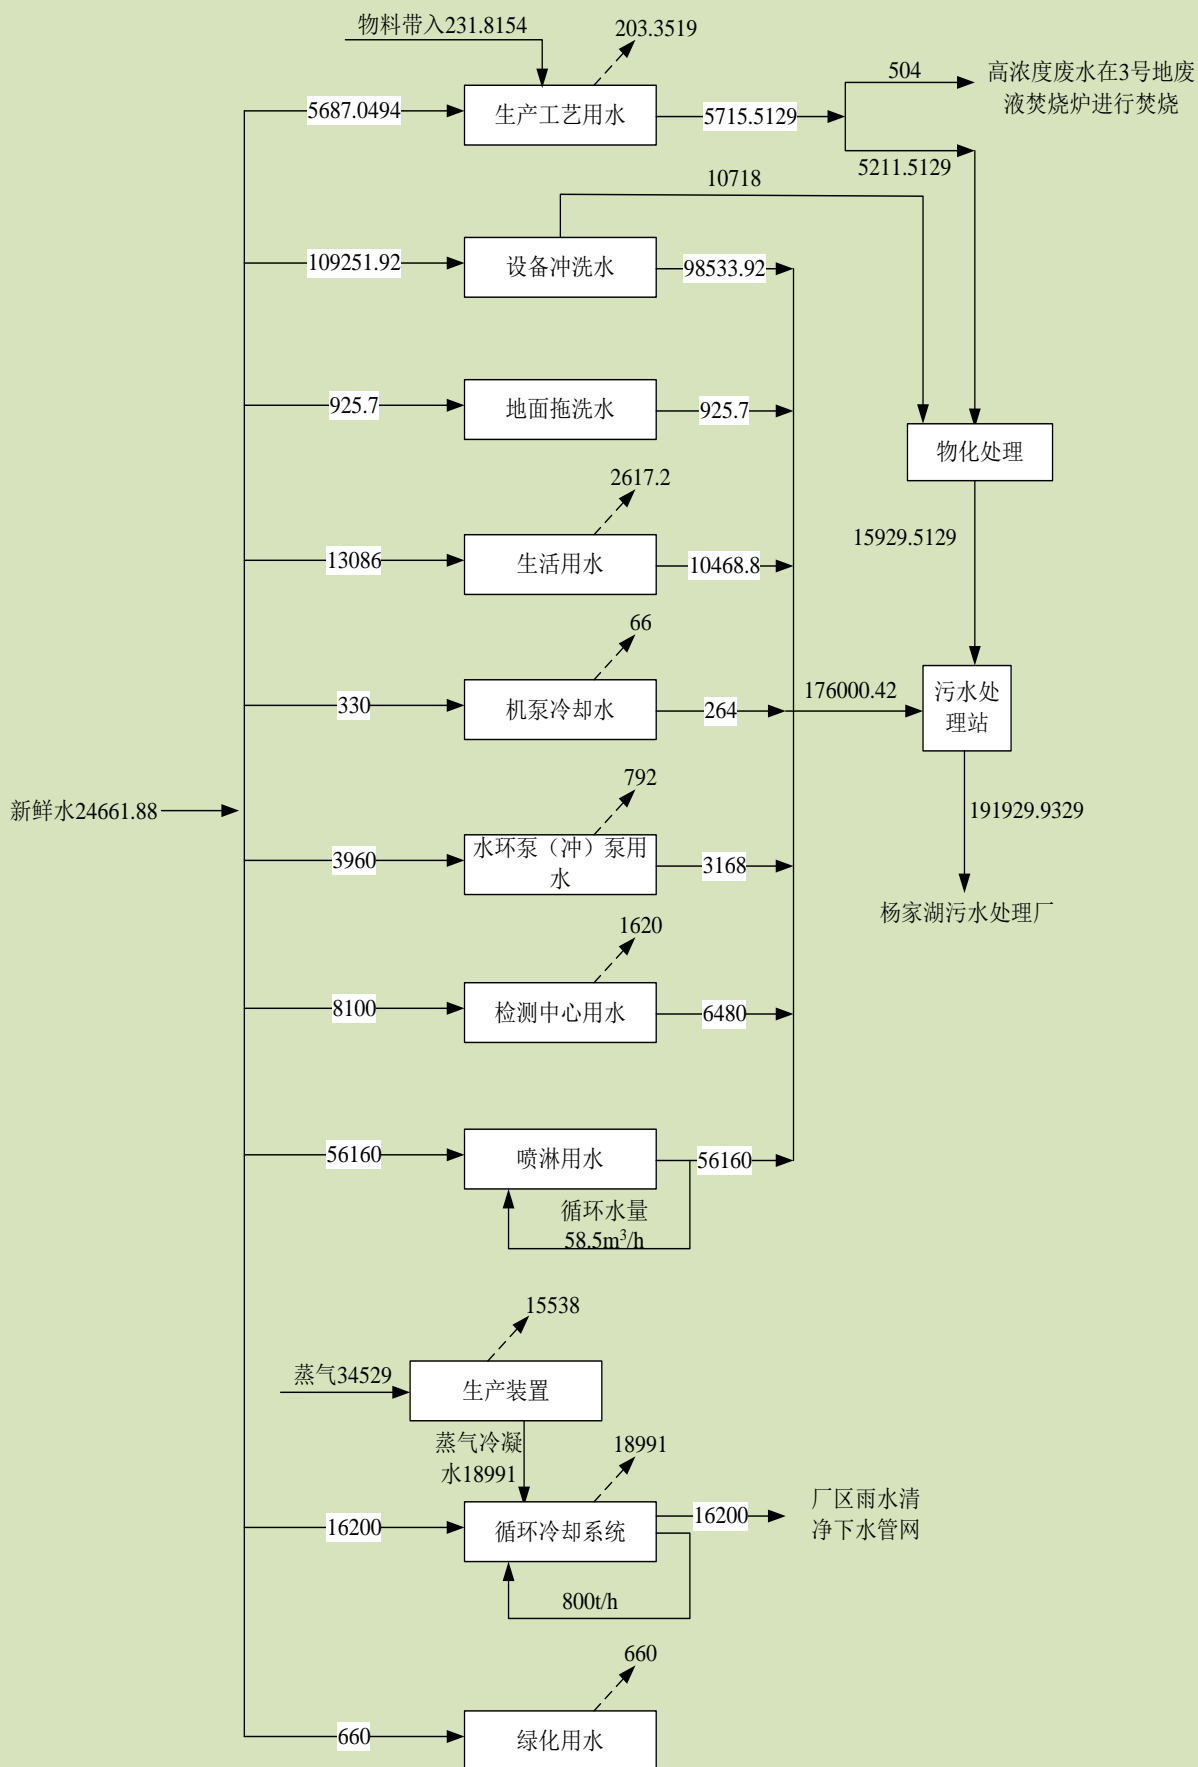 物料带入231.8154
203.3519
504
高浓度废水在3号地废
液焚烧炉进行焚烧
5687.0494
生产工艺用水
5715.5129
5211.5129
10718
109251.92
设备冲洗水
98533.92
925.7
地面拖洗水
925.7
物化处理
2617.2
15929.5129
13086
生活用水
10468.8
66
330
机泵冷却水
264
176000.42
污水处
理站
792
新鲜水24661.88
191929.9329
3960
水环泵（冲）泵用
水
3168
杨家湖污水处理厂
1620
8100
检测中心用水
6480
56160
喷淋用水
56160
循环水量
58.5m³/h
15538
蒸气34529
生产装置
蒸气冷凝
水18991
18991
16200
循环冷却系统
16200
厂区雨水清
净下水管网
800t/h
660
660
绿化用水